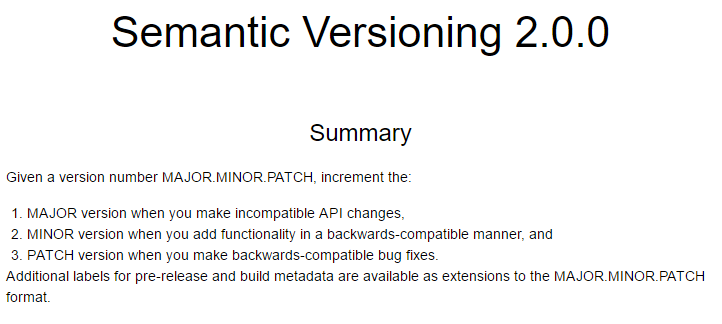 Semantic Versioning 2.0.0
Summary
Given a version number MAJOR.MINOR.PATCH, increment the:
1. MAJOR version when you make incompatible API changes,
2. MINOR version when you add functionality in a backwards-compatible manner, and
3. PATCH version when you make backwards-compatible bug fixes.
Additional labels for pre-release and build metadata are available as extensions to the MAJOR.MINOR.PATCH
format.